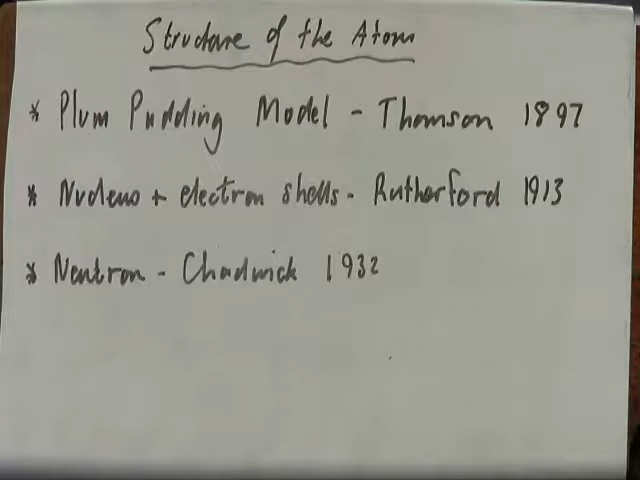 Structure of the Atom
* Plum Pudding Model - Thomson 1897
* Nucleus + electron shells - Rutherford 1913
* Neutron - Chadwick 1932